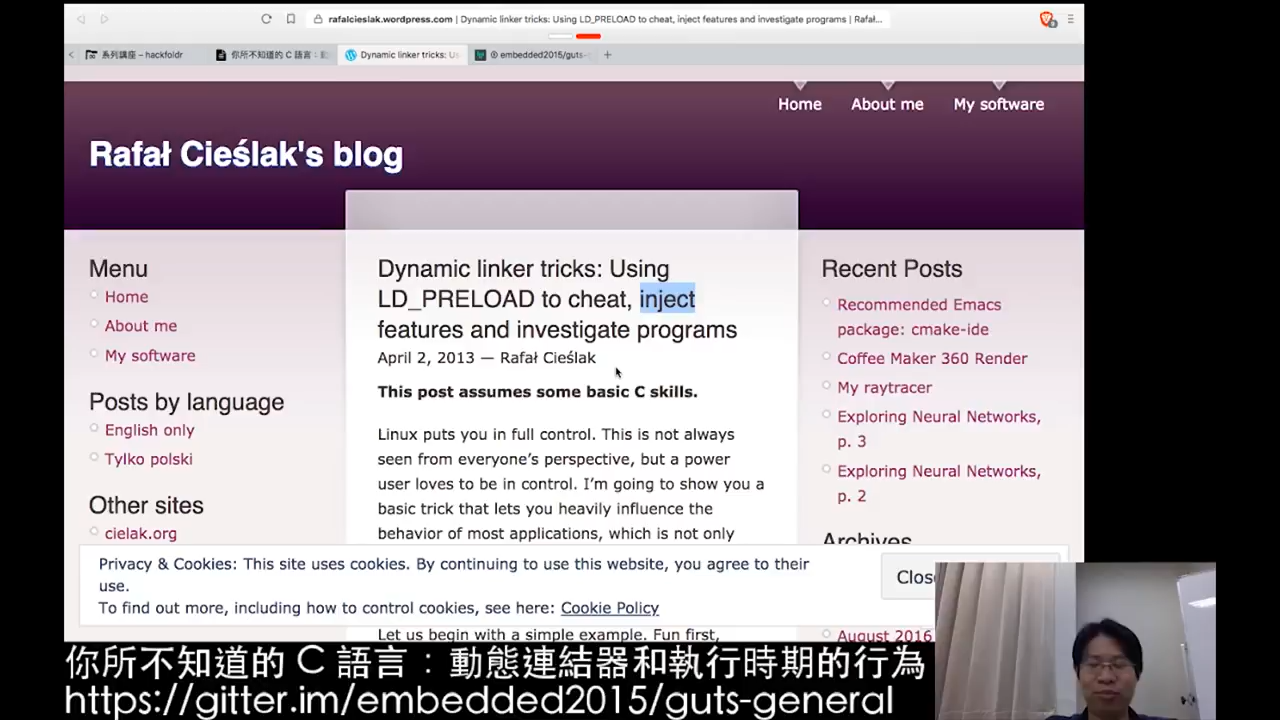 rafalcieslak.wordpress.com | Dynamic linker tricks: Using LD_PRELOAD to cheat, inject features and investigate programs | Rafał...
系列講座 – hackfoldr
你所不知道的 C 語言：動
Dynamic linker tricks: Us
embedded2015/guts-g
Home
About me
My software
Rafał Cieślak's blog
Menu
Home
About me
My software
Posts by language
English only
Tylko polski
Other sites
cielak.org
Dynamic linker tricks: Using
LD_PRELOAD to cheat, inject
features and investigate programs
April 2, 2013 — Rafał Cieślak
This post assumes some basic C skills.
Linux puts you in full control. This is not always
seen from everyone's perspective, but a power
user loves to be in control. I'm going to show you a
basic trick that lets you heavily influence the
behavior of most applications, which is not only
Let us begin with a simple example. Fun first,
Recent Posts
Recommended Emacs
package: cmake-ide
Coffee Maker 360 Render
My raytracer
Exploring Neural Networks,
p. 3
Exploring Neural Networks,
p. 2
Archives
August 2016
Privacy & Cookies: This site uses cookies. By continuing to use this website, you agree to their
use.
To find out more, including how to control cookies, see here: Cookie Policy
Clos
你所不知道的 C 語言：動態連結器和執行時期的行為
https://gitter.im/embedded2015/guts-general